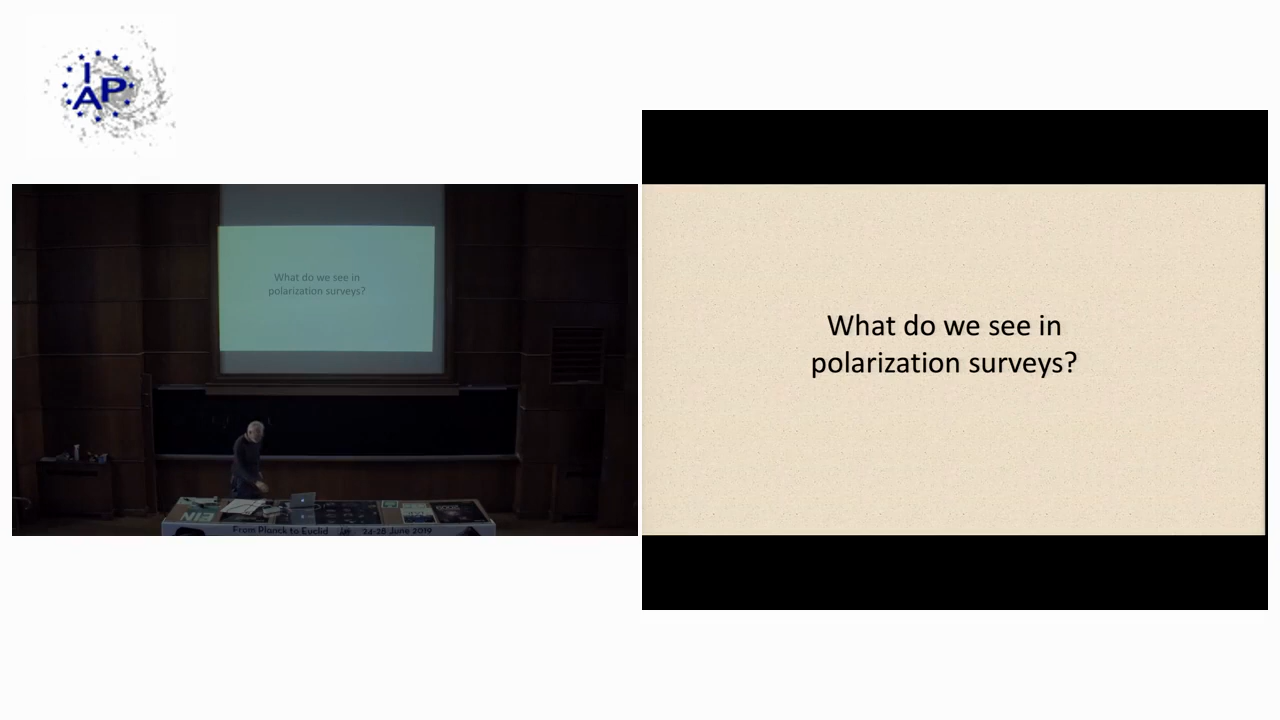 I
AP
What do we see in
polarization surveys?
What do we see in
polarization surveys?
From Planck to Euclid 24-28 June 2019